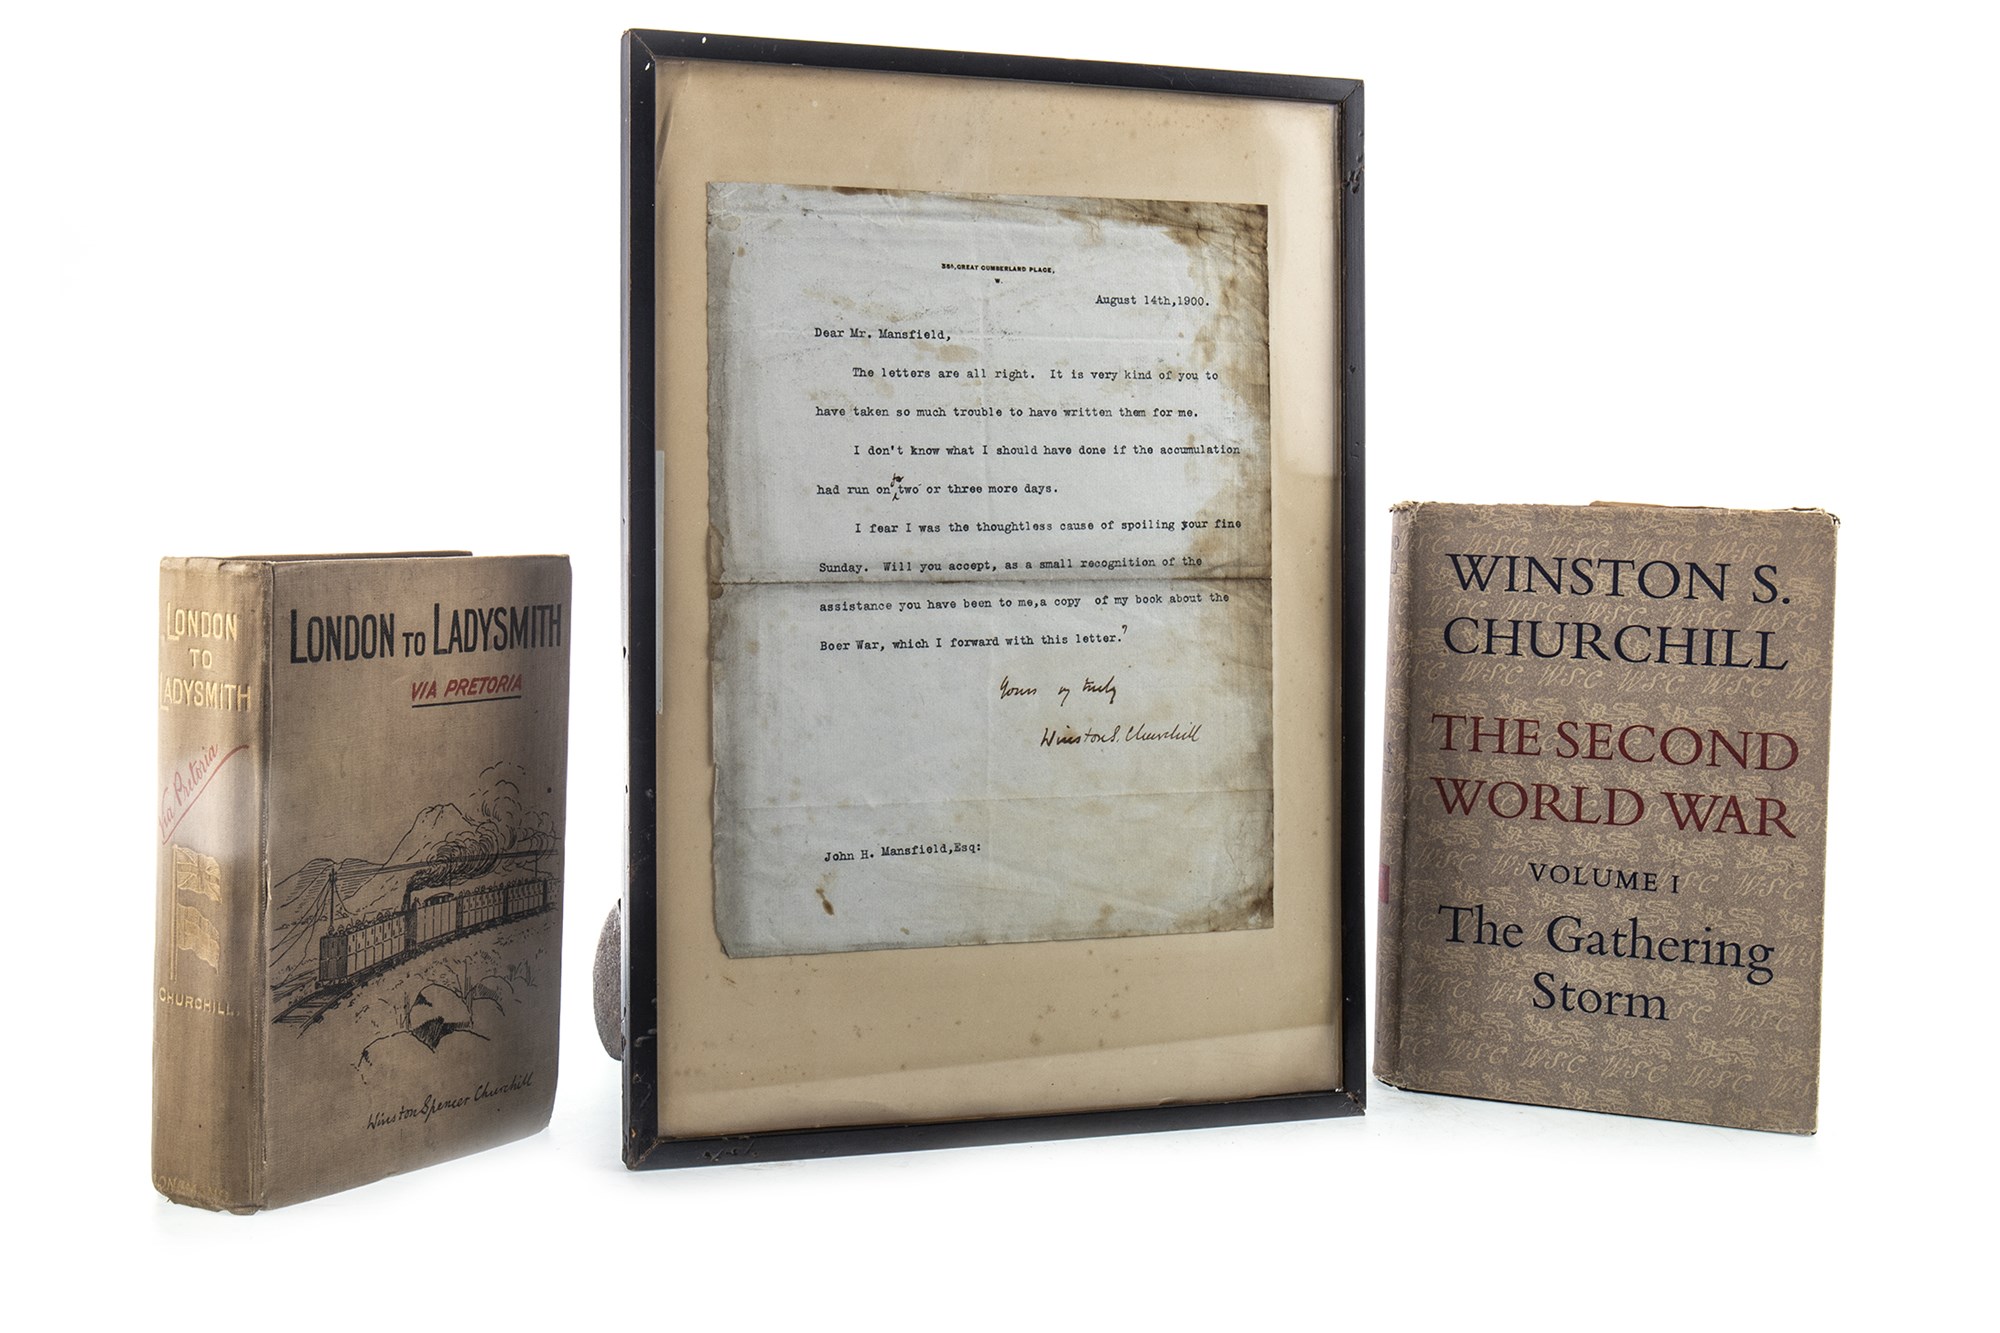 LONDON
TO
LADYSMITH
Via Pretoria
CHURCHILL.
LONDON TO LADYSMITH
VIA PRETORIA
Winston Spencer Churchill
GREAT CUMBERLAND PLACE,
W.
August 14th,1900.
Dear Mr. Mansfield,
The letters are all right. It is very kind of you to
have taken so much trouble to have written them for me.
I don't know what I should have done if the accumulation
had run on for two or three more days.
I fear I was the thoughtless cause of spoiling your fine
Sunday. Will you accept, as a small recognition of the
assistance you have been to me,a copy of my book about the
Boer War, which I forward with this letter.?
Yours vy truly
Winston S. Churchill
John H. Mansfield,Esq:
WINSTON S.
CHURCHILL
THE SECOND
WORLD WAR
VOLUME I
The Gathering
Storm